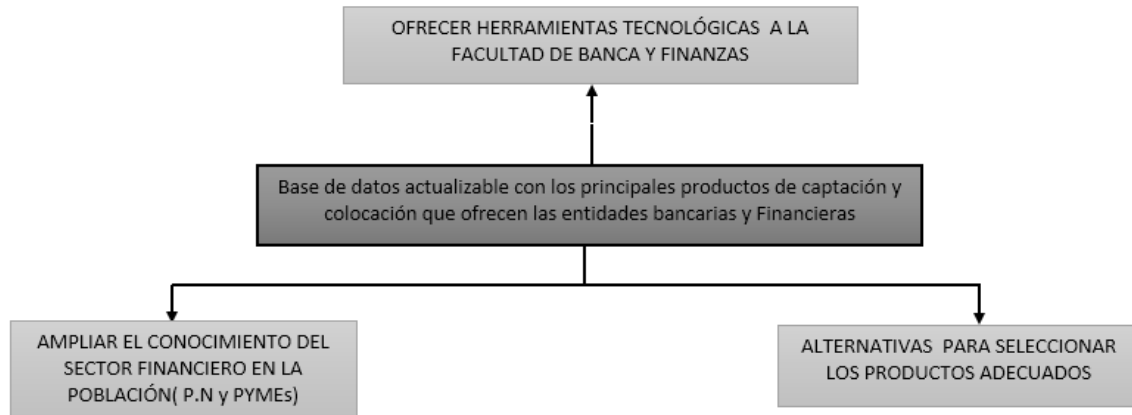 OFRECER HERRAMIENTAS TECNOLÓGICAS A LA
FACULTAD DE BANCA Y FINANZAS
Base de datos actualizable con los principales productos de captación y
colocación que ofrecen las entidades bancarias y Financieras
AMPLIAR EL CONOCIMIENTO DEL
SECTOR FINANCIERO EN LA
POBLACIÓN( P.N y PYMEs)
ALTERNATIVAS PARA SELECCIONAR
LOS PRODUCTOS ADECUADOS